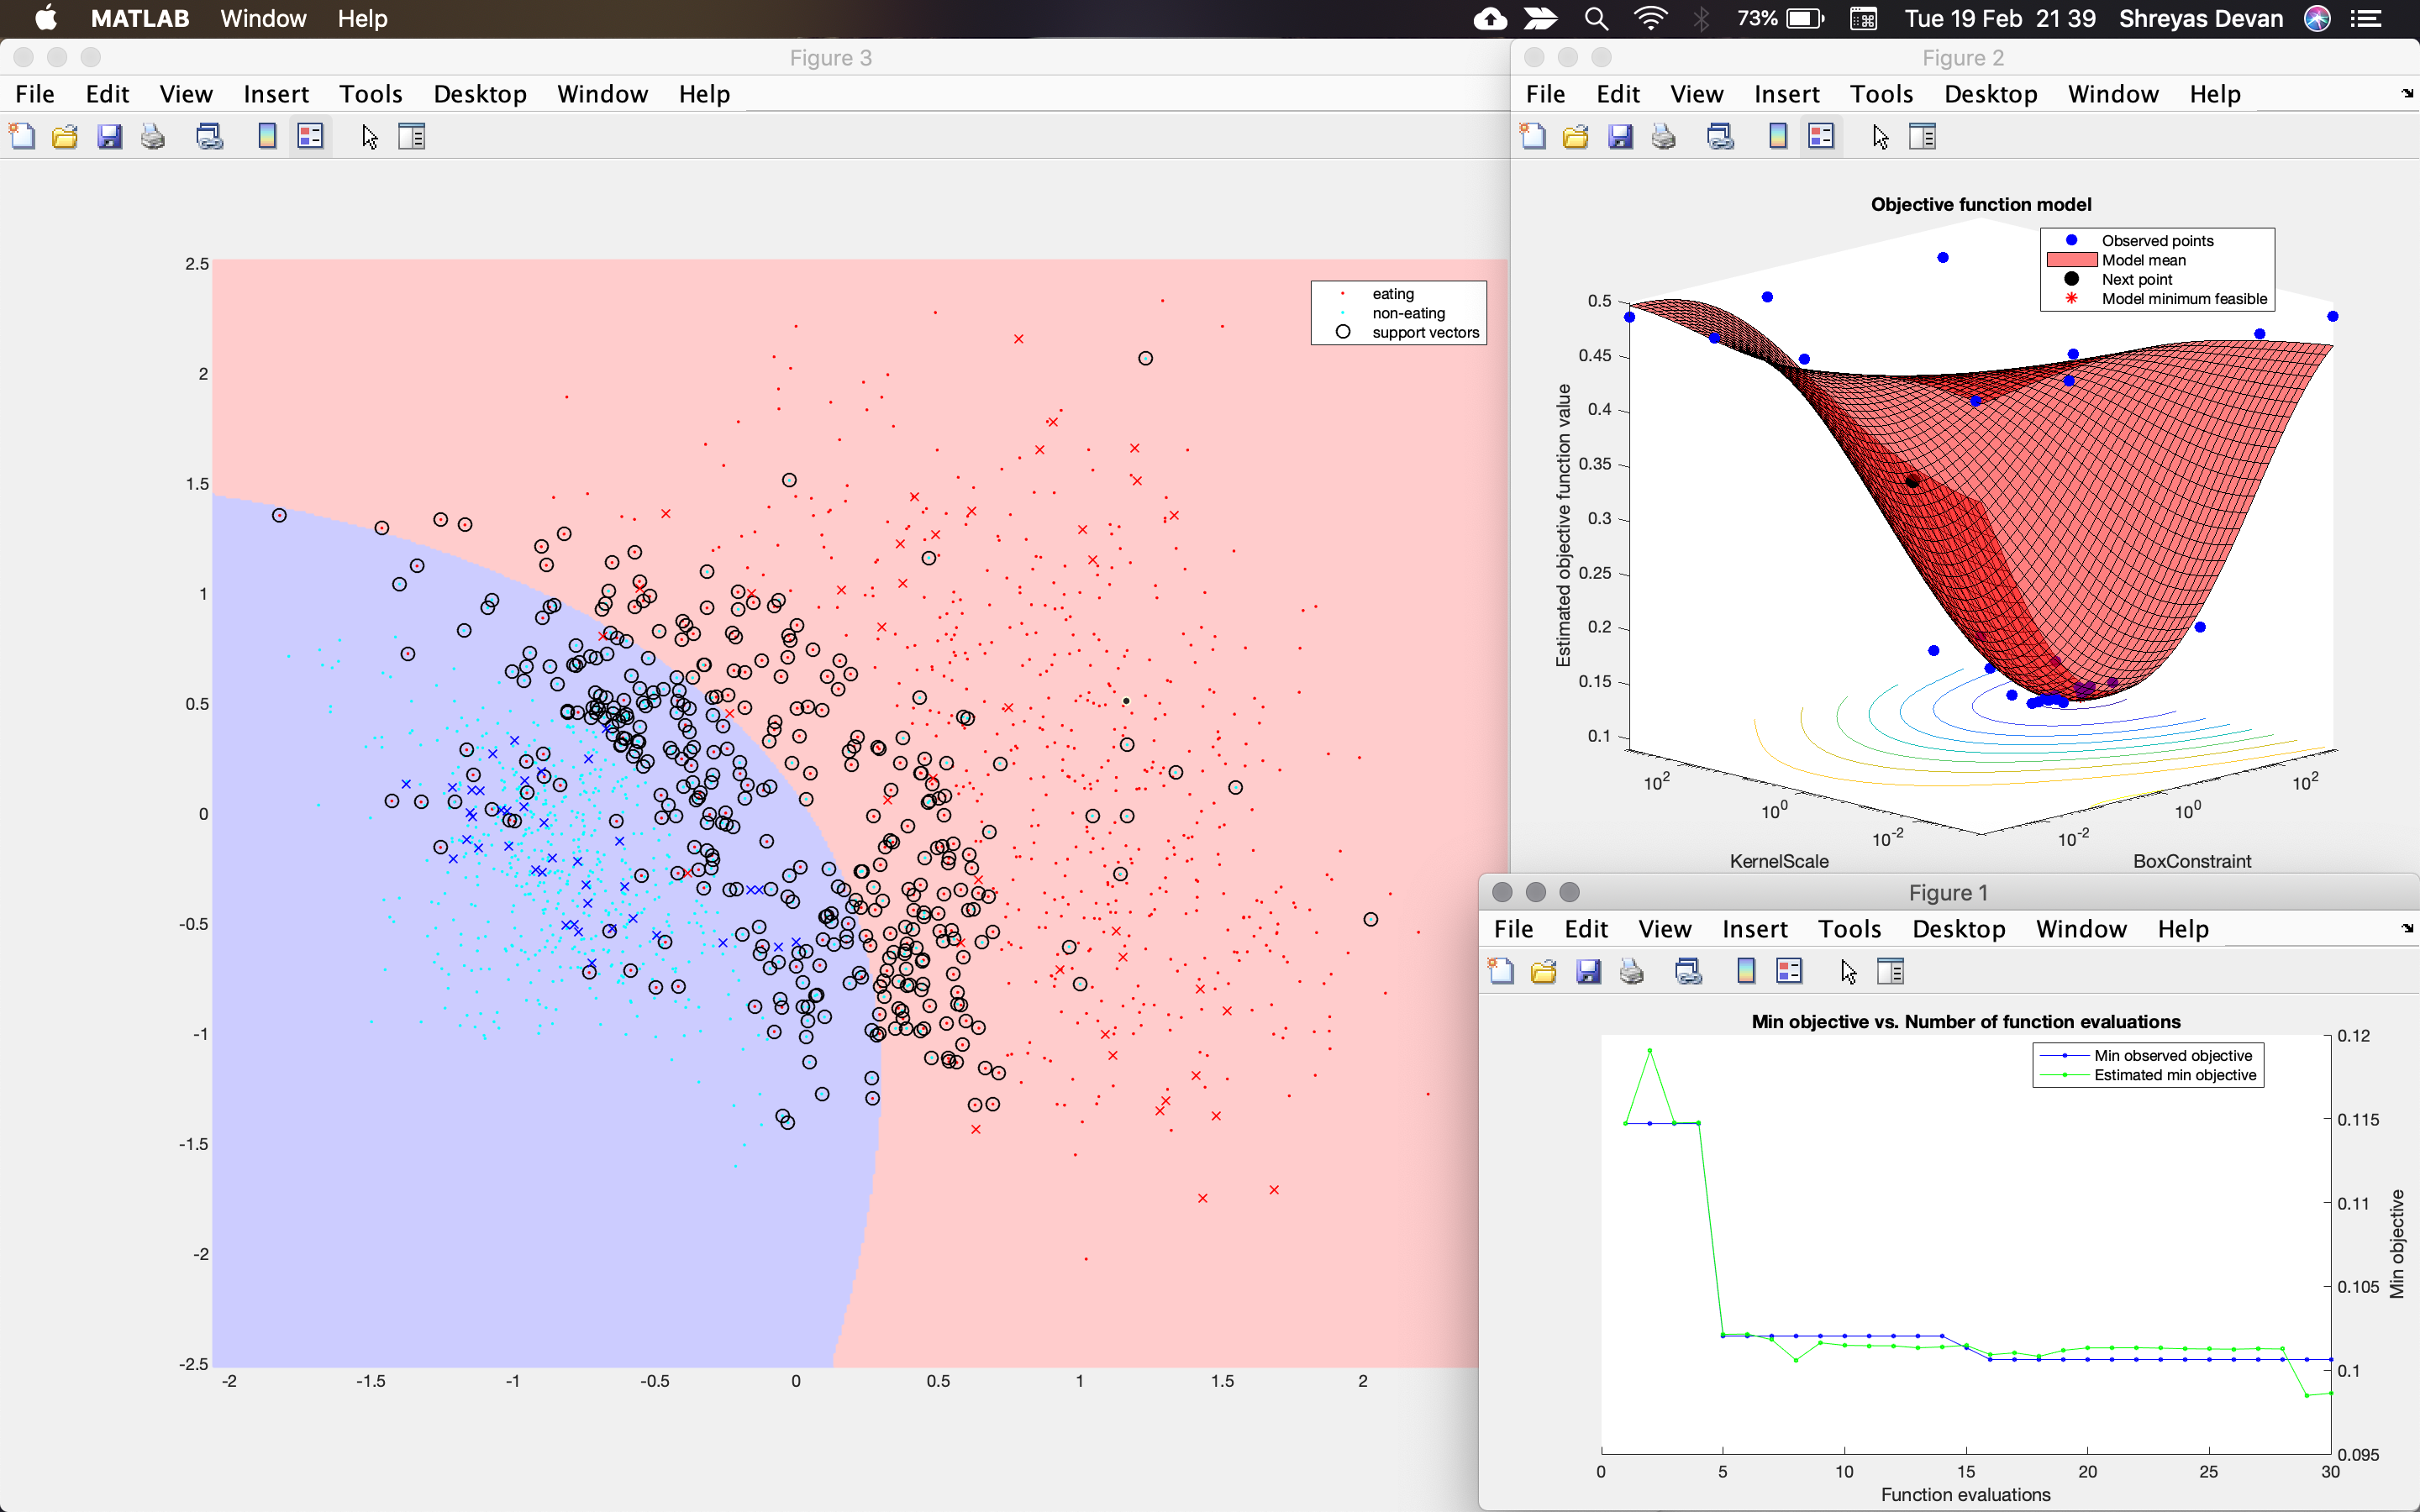 MATLAB Window Help 73% Tue 19 Feb 21 39 Shreyas Devan
Figure 3
File Edit View Insert Tools Desktop Window Help
2.5
2
1.5
1
0.5
0
-0.5
-1
-1.5
-2
-2.5
-2 -1.5 -1 -0.5 0 0.5 1 1.5 2
eating
non-eating
support vectors
Figure 2
File Edit View Insert Tools Desktop Window Help
Objective function model
Observed points
Model mean
Next point
Model minimum feasible
Estimated objective function value
0.5
0.45
0.4
0.35
0.3
0.25
0.2
0.15
0.1
10² 10⁰ 10⁻²
KernelScale
10⁻² 10⁰ 10²
BoxConstraint
Figure 1
File Edit View Insert Tools Desktop Window Help
Min objective vs. Number of function evaluations
Min observed objective
Estimated min objective
0.12
0.115
0.11
0.105
0.1
0.095
Min objective
0 5 10 15 20 25 30
Function evaluations